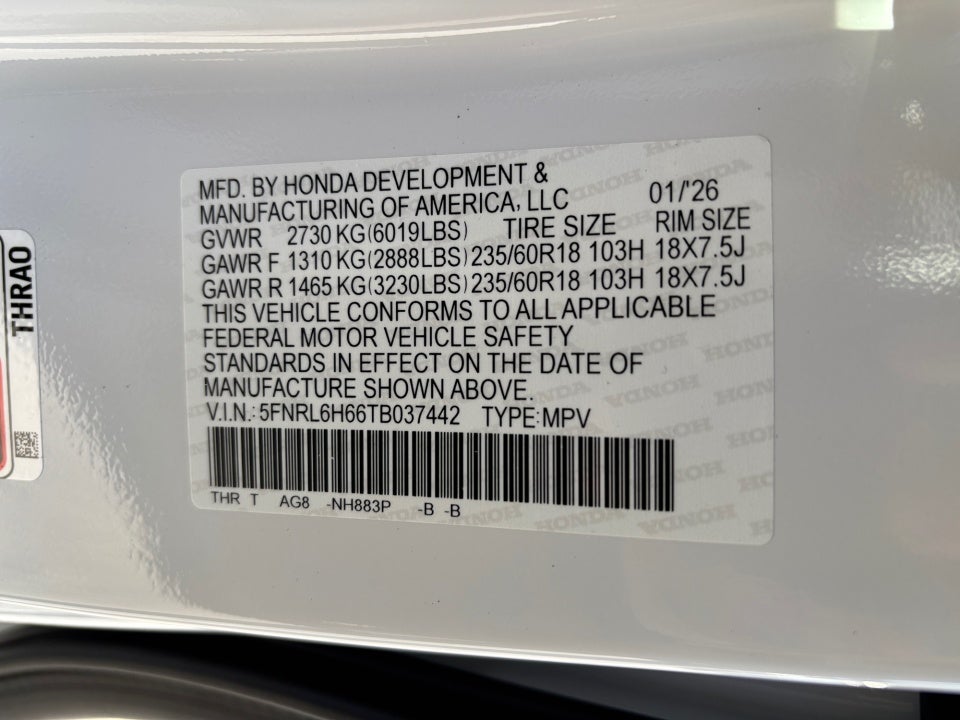 MFD. BY HONDA DEVELOPMENT &
MANUFACTURING OF AMERICA, LLC 01/'26
GVWR 2730 KG(6019LBS) TIRE SIZE RIM SIZE
GAWR F 1310 KG(2888LBS) 235/60R18 103H 18X7.5J
GAWR R 1465 KG(3230LBS) 235/60R18 103H 18X7.5J
THIS VEHICLE CONFORMS TO ALL APPLICABLE
FEDERAL MOTOR VEHICLE SAFETY
STANDARDS IN EFFECT ON THE DATE OF
MANUFACTURE SHOWN ABOVE.
V.I.N.: 5FNRL6H66TB037442 TYPE:MPV
THR T AG8 -NH883P -B -B
THRAO